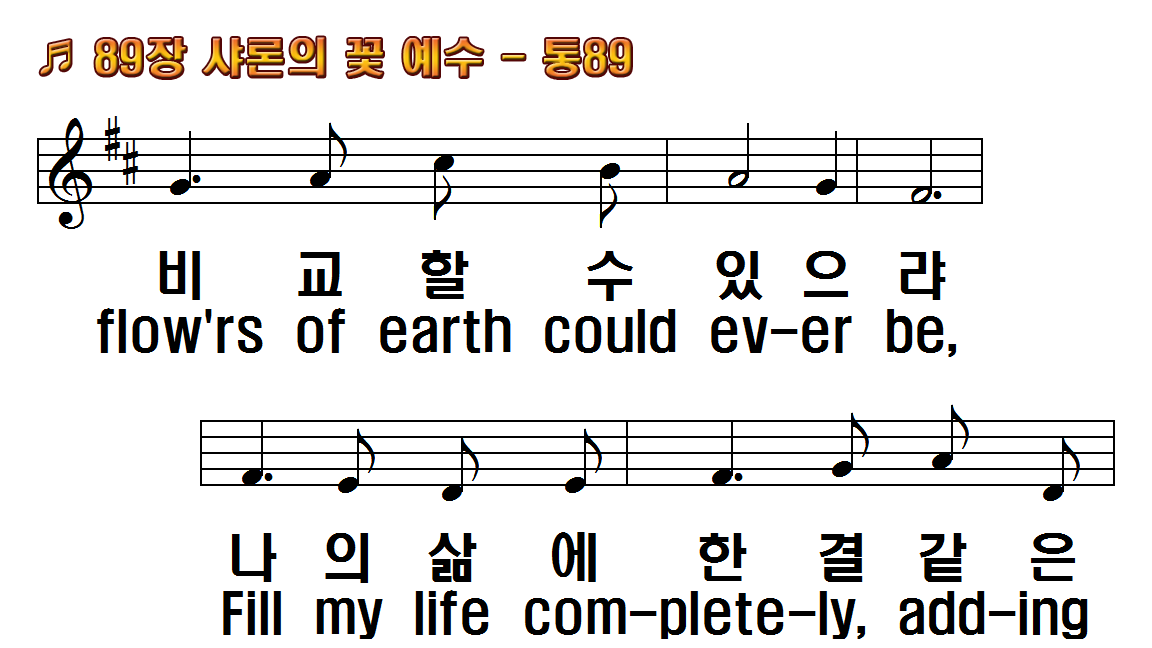 ♬ 89장 샤론의 꽃 예수 - 통89
비 교 할 수 있 으 랴
flow'rs of earth could ev-er be,
나 의 삶 에 한 결 같 은
Fill my life com-plete-ly, add-ing